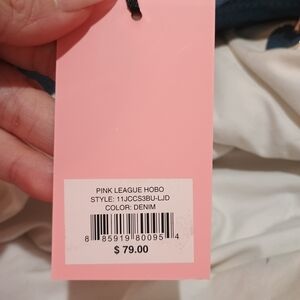 PINK LEAGUE HOBO
STYLE: 11JCCS3BU-LJD
COLOR: DENIM
8 85919 80095 4
$ 79.00